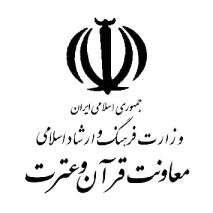 جمهوری اسلامی ایران
وزارت فرهنگ و ارشاد اسلامی
معاونت قرآن و عترت